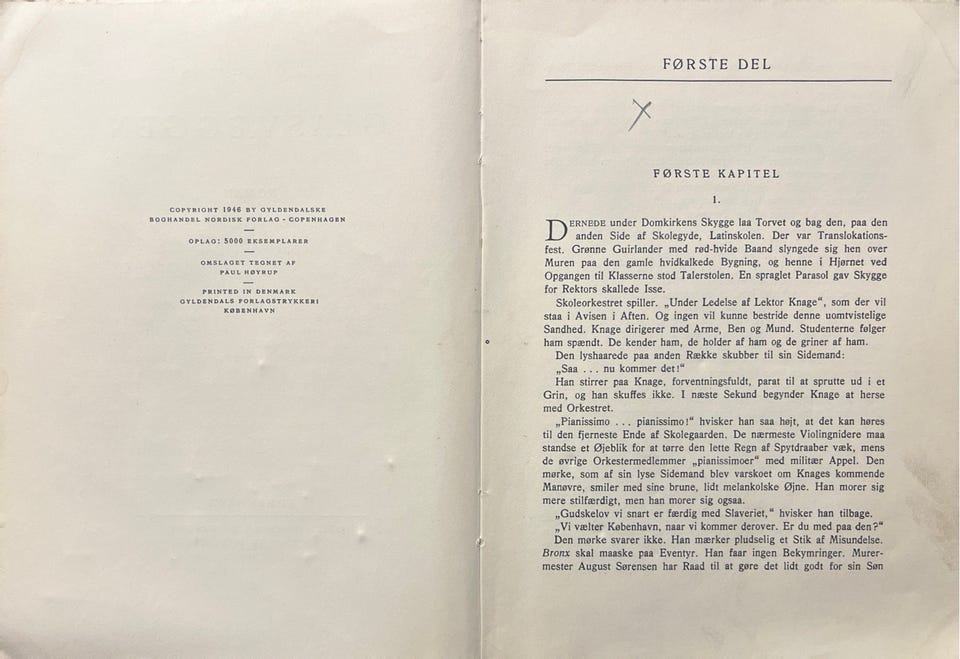 COPYRIGHT 1946 BY GYLDENDALSKE
BOGHANDEL NORDISK FORLAG - COPENHAGEN
OPLAG: 5000 EKSEMPLARER
OMSLAGET TEGNET AF
PAUL HØYRUP
PRINTED IN DENMARK
GYLDENDALS FORLAGSTRYKKERI
KØBENHAVN
FØRSTE DEL
FØRSTE KAPITEL
1.
DERNEDE under Domkirkens Skygge laa Torvet og bag den, paa den
anden Side af Skolegyde, Latinskolen. Der var Translokations-
fest. Grønne Guirlander med rød-hvide Baand slyngede sig hen over
Muren paa den gamle hvidkalkede Bygning, og henne i Hjørnet ved
Opgangen til Klasserne stod Talerstolen. En spraglet Parasol gav Skygge
for Rektors skallede Isse.
Skoleorkestret spiller. „Under Ledelse af Lektor Knage“, som der vil
staa i Avisen i Aften. Og ingen vil kunne bestride denne uomtvistelige
Sandhed. Knage dirigerer med Arme, Ben og Mund. Studenterne følger
ham spændt. De kender ham, de holder af ham og de griner af ham.
Den lyshaarede paa anden Række skubber til sin Sidemand:
„Saa . . . nu kommer det!“
Han stirrer paa Knage, forventningsfuldt, parat til at sprutte ud i et
Grin, og han skuffes ikke. I næste Sekund begynder Knage at herse
med Orkestret.
„Pianissimo . . . pianissimo!“ hvisker han saa højt, at det kan høres
til den fjerneste Ende af Skolegaarden. De nærmeste Violingnidere maa
standse et Øjeblik for at tørre den lette Regn af Spytdraaber væk, mens
de øvrige Orkestermedlemmer „pianissimoer“ med militær Appel. Den
mørke, som af sin lyse Sidemand blev varskoet om Knages kommende
Manøvre, smiler med sine brune, lidt melankolske Øjne. Han morer sig
mere stilfærdigt, men han morer sig ogsaa.
„Gudskelov vi snart er færdig med Slaveriet,“ hvisker han tilbage.
„Vi vælter København, naar vi kommer derover. Er du med paa den?“
Den mørke svarer ikke. Han mærker pludselig et Stik af Misundelse.
Bronx skal maaske paa Eventyr. Han faar ingen Bekymringer. Murer-
mester August Sørensen har Raad til at gøre det lidt godt for sin Søn